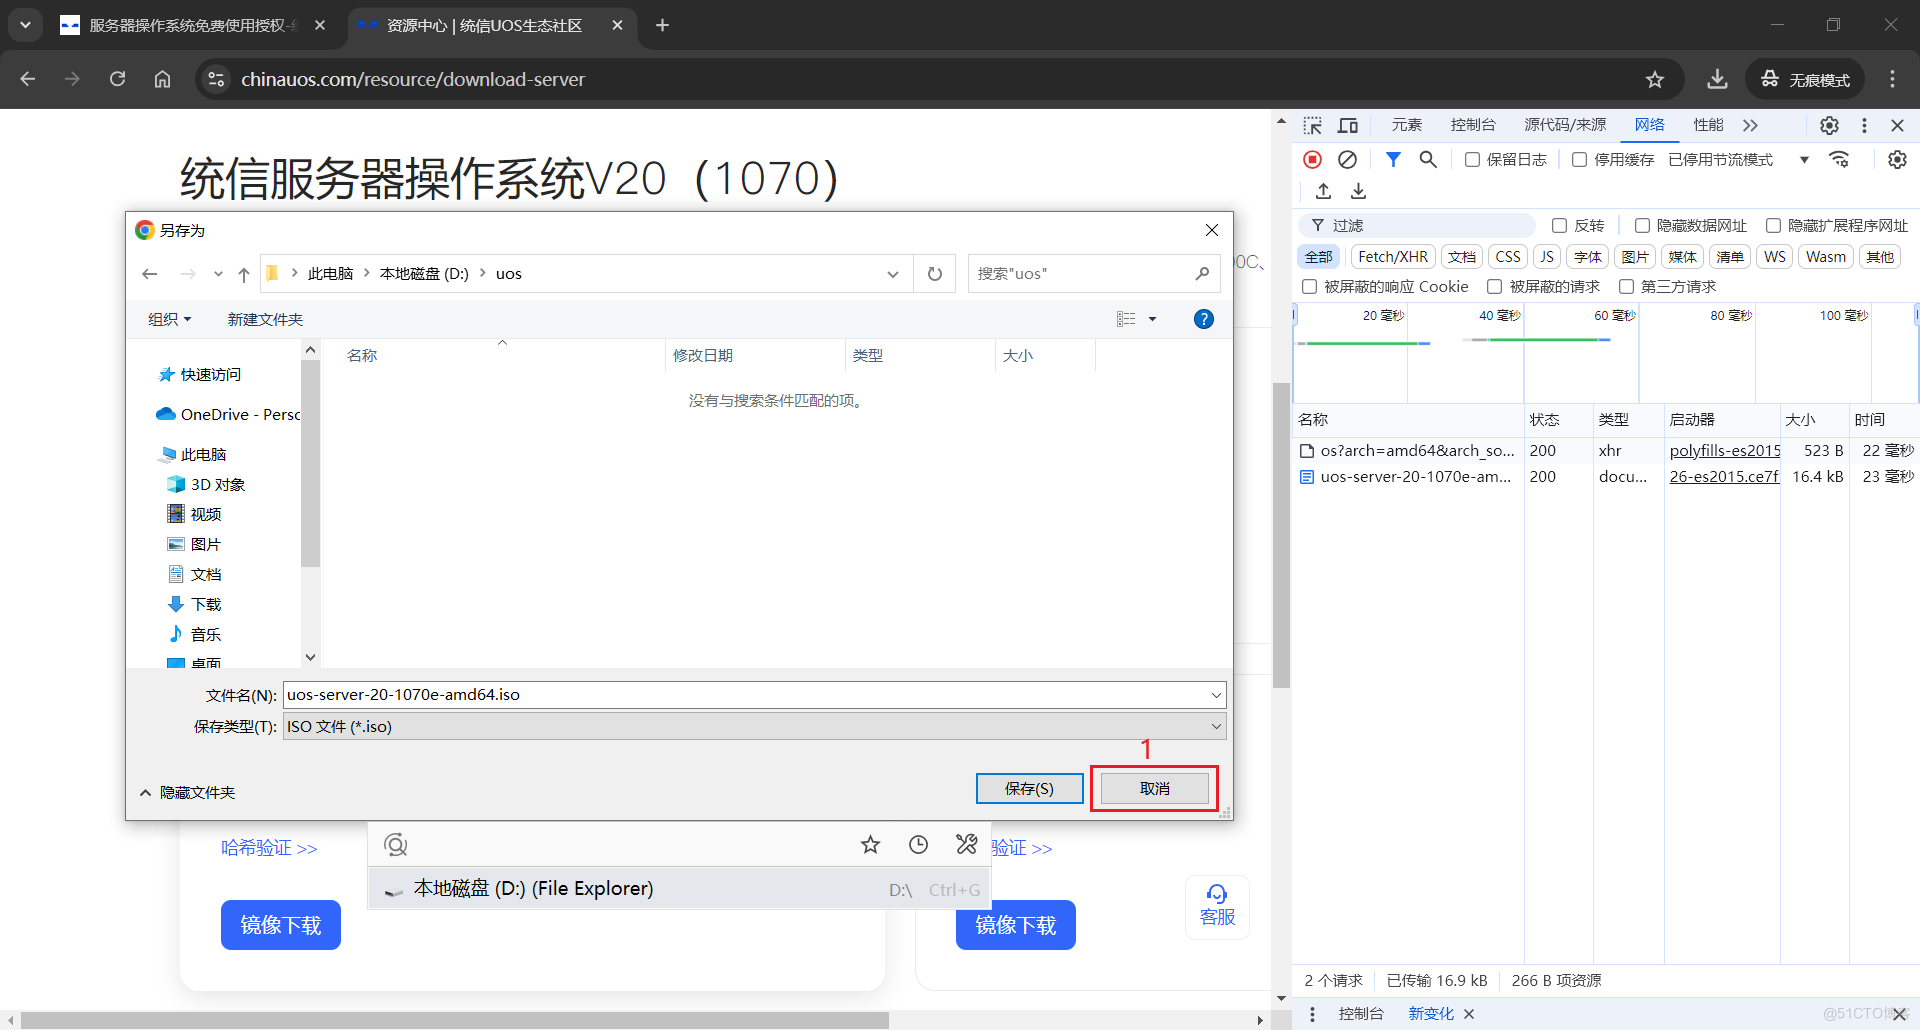 服务器操作系统免费使用授权-
资源中心 | 统信UOS生态社区
chinauos.com/resource/download-server
无痕模式
统信服务器操作系统V20（1070）
00C、
另存为
此电脑
本地磁盘 (D:)
uos
搜索"uos"
组织
新建文件夹
?
名称
修改日期
类型
大小
没有与搜索条件匹配的项。
快速访问
OneDrive - Persc
此电脑
3D 对象
视频
图片
文档
下载
音乐
桌面
文件名(N):
uos-server-20-1070e-amd64.iso
保存类型(T):
ISO 文件 (*.iso)
1
隐藏文件夹
保存(S)
取消
哈希验证 >>
验证 >>
本地磁盘 (D:) (File Explorer)
D:\
Ctrl+G
镜像下载
镜像下载
客服
元素
控制台
源代码/来源
网络
性能
保留日志
停用缓存
已停用节流模式
过滤
反转
隐藏数据网址
隐藏扩展程序网址
全部
Fetch/XHR
文档
CSS
JS
字体
图片
媒体
清单
WS
Wasm
其他
被屏蔽的响应 Cookie
被屏蔽的请求
第三方请求
20 毫秒
40 毫秒
60 毫秒
80 毫秒
100 毫秒
名称
状态
类型
启动器
大小
时间
os?arch=amd64&arch_so...
200
xhr
polyfills-es2015
523 B
22 毫秒
uos-server-20-1070e-am...
200
docu...
26-es2015.ce7f
16.4 kB
23 毫秒
2 个请求
已传输 16.9 kB
266 B 项资源
控制台
新变化
@51CTO博客